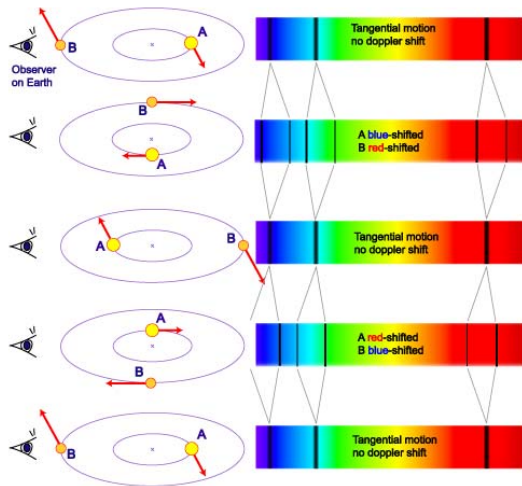 A
B
Observer
on Earth
Tangential motion
no doppler shift
B
A
A blue-shifted
B red-shifted
A
B
Tangential motion
no doppler shift
A
B
A red-shifted
B blue-shifted
A
B
Tangential motion
no doppler shift